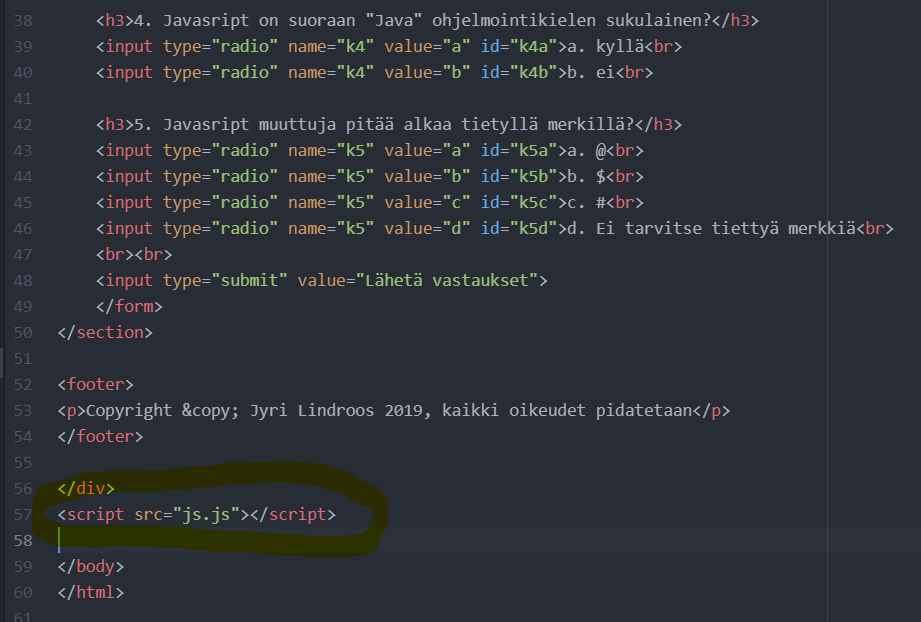 38 <h3>4. Javasript on suoraan "Java" ohjelmointikielen sukulainen?</h3>
39 <input type="radio" name="k4" value="a" id="k4a">a. kyllä<br>
40 <input type="radio" name="k4" value="b" id="k4b">b. ei<br>
41
42 <h3>5. Javasript muuttuja pitää alkaa tietyllä merkillä?</h3>
43 <input type="radio" name="k5" value="a" id="k5a">a. @<br>
44 <input type="radio" name="k5" value="b" id="k5b">b. $<br>
45 <input type="radio" name="k5" value="c" id="k5c">c. #<br>
46 <input type="radio" name="k5" value="d" id="k5d">d. Ei tarvitse tiettyä merkkiä<br>
47 <br><br>
48 <input type="submit" value="Lähetä vastaukset">
49 </form>
50 </section>
51
52 <footer>
53 <p>Copyright &copy; Jyri Lindroos 2019, kaikki oikeudet pidatetaan</p>
54 </footer>
55
56 </div>
57 <script src="js.js"></script>
58
59 </body>
60 </html>
61